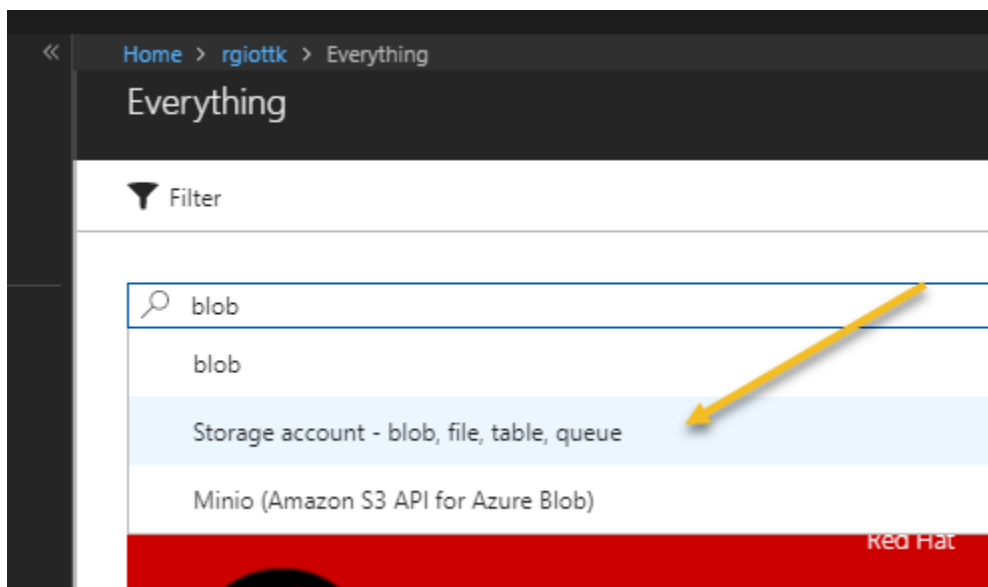 « Home > rgiottk > Everything
Everything
Filter
blob
blob
Storage account - blob, file, table, queue
Minio (Amazon S3 API for Azure Blob)
Red Hat